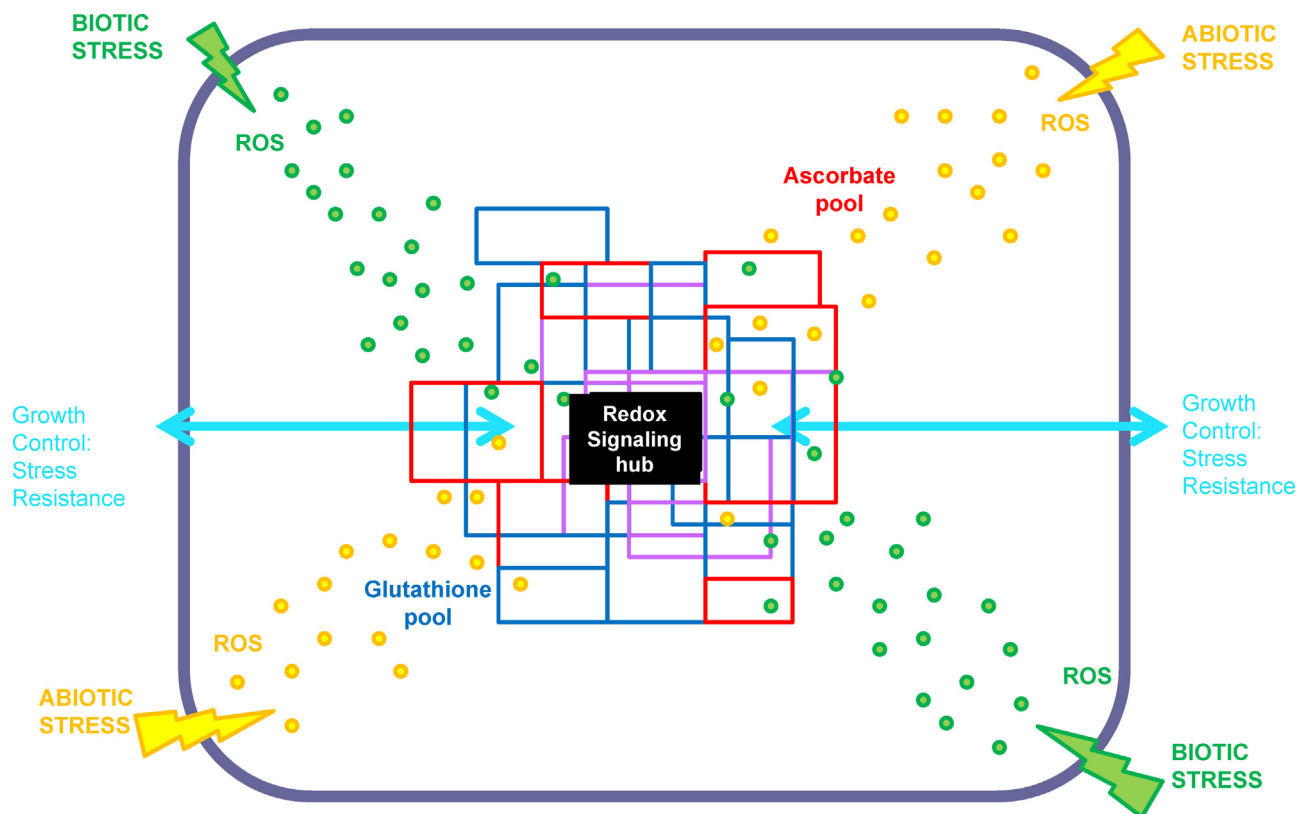 BIOTIC
STRESS
ABIOTIC
STRESS
ROS
ROS
Ascorbate
pool
Growth
Control:
Stress
Resistance
Redox
Signaling
hub
Growth
Control:
Stress
Resistance
Glutathione
pool
ROS
ROS
ABIOTIC
STRESS
BIOTIC
STRESS